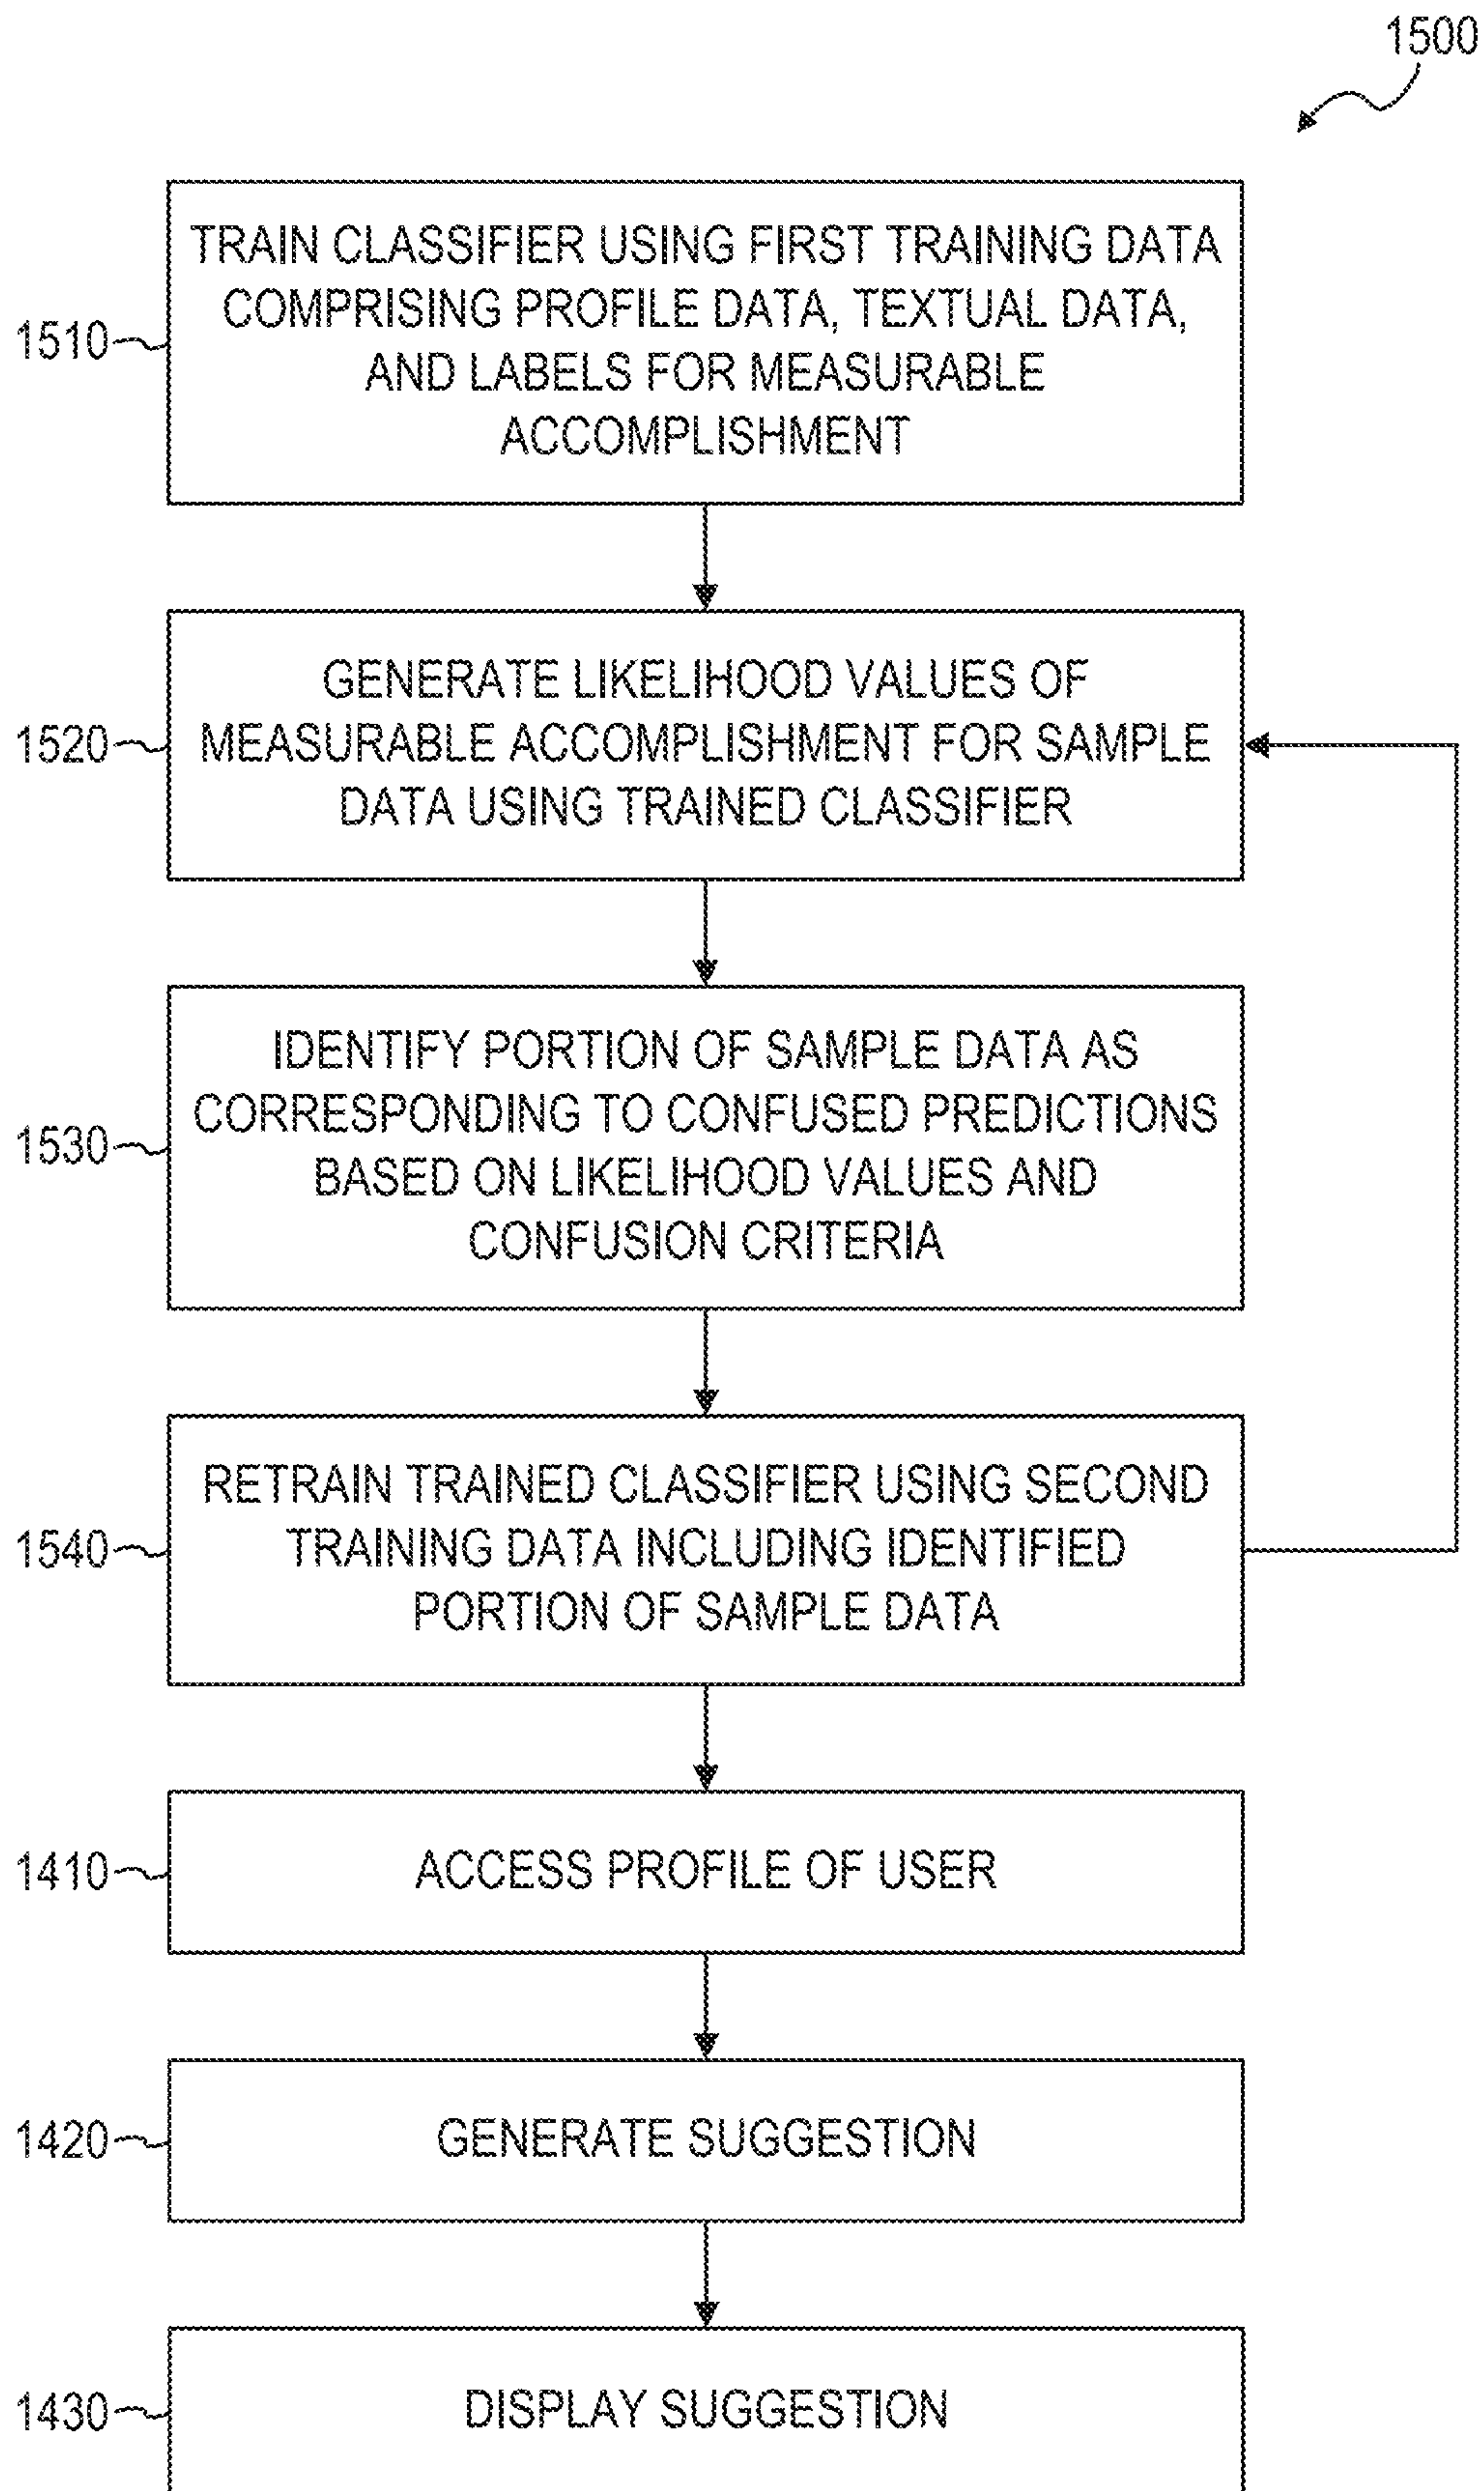 1500
TRAIN CLASSIFIER USING FIRST TRAINING DATA
COMPRISING PROFILE DATA, TEXTUAL DATA,
AND LABELS FOR MEASURABLE
ACCOMPLISHMENT
1510
GENERATE LIKELIHOOD VALUES OF
MEASURABLE ACCOMPLISHMENT FOR SAMPLE
DATA USING TRAINED CLASSIFIER
1520
IDENTIFY PORTION OF SAMPLE DATA AS
CORRESPONDING TO CONFUSED PREDICTIONS
BASED ON LIKELIHOOD VALUES AND
CONFUSION CRITERIA
1530
RETRAIN TRAINED CLASSIFIER USING SECOND
TRAINING DATA INCLUDING IDENTIFIED
PORTION OF SAMPLE DATA
1540
ACCESS PROFILE OF USER
1410
GENERATE SUGGESTION
1420
DISPLAY SUGGESTION
1430